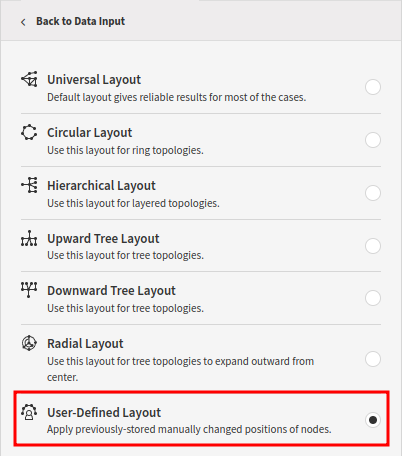 Back to Data Input
Universal Layout
Default layout gives reliable results for most of the cases.
Circular Layout
Use this layout for ring topologies.
Hierarchical Layout
Use this layout for layered topologies.
Upward Tree Layout
Use this layout for tree topologies.
Downward Tree Layout
Use this layout for tree topologies.
Radial Layout
Use this layout for tree topologies to expand outward from
center.
User-Defined Layout
Apply previously-stored manually changed positions of nodes.